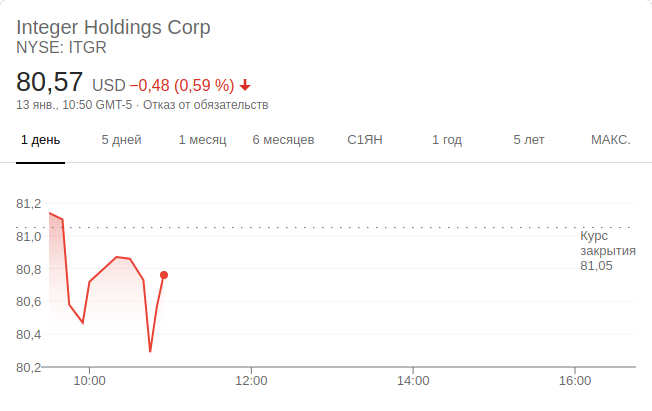 Integer Holdings Corp
NYSE: ITGR
80,57 USD −0,48 (0,59 %)
13 янв., 10:50 GMT-5 · Отказ от обязательств
1 день 5 дней 1 месяц 6 месяцев С1ЯН 1 год 5 лет МАКС.
81,2
81,0
80,8
80,6
80,4
80,2
Курс
закрытия
81,05
10:00 12:00 14:00 16:00